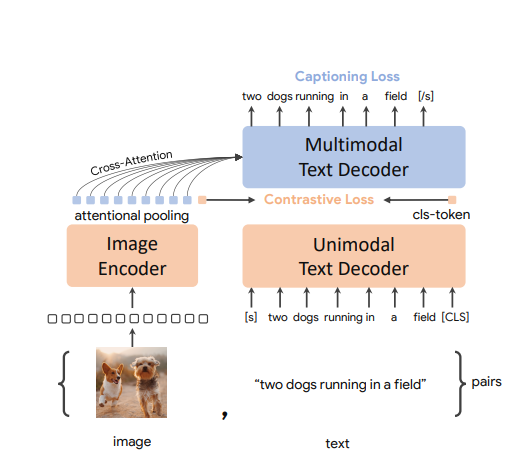 Captioning Loss
two dogs running in a field [/s]
Multimodal
Text Decoder
Cross-Attention
Contrastive Loss
attentional pooling
cls-token
Image
Encoder
Unimodal
Text Decoder
[s] two dogs running in a field [CLS]
“two dogs running in a field”
pairs
,
image
text